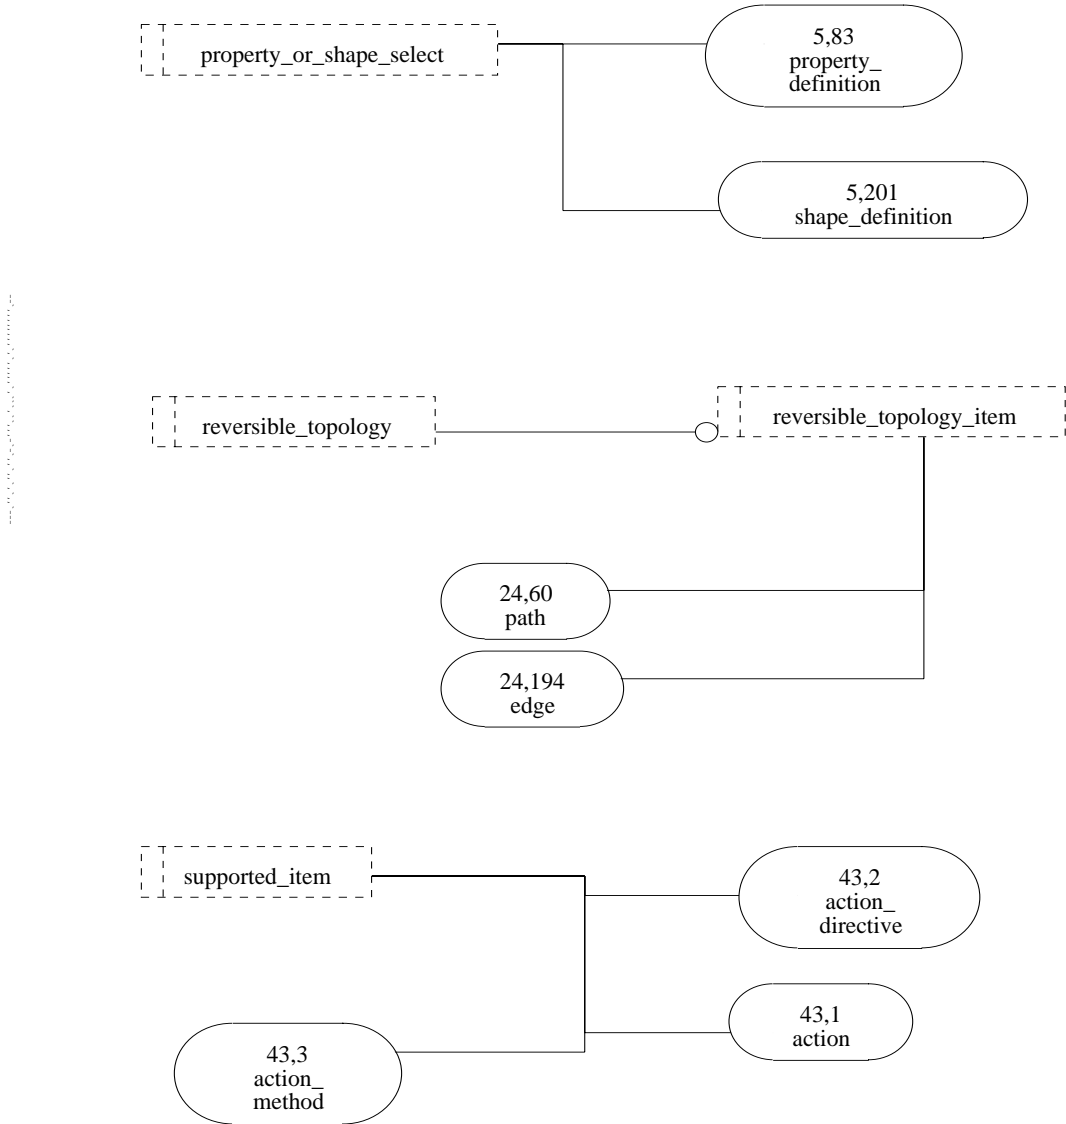 property_or_shape_select
5,83
property_
definition
5,201
shape_definition
reversible_topology
reversible_topology_item
24,60
path
24,194
edge
supported_item
43,2
action_
directive
43,1
action
43,3
action_
method